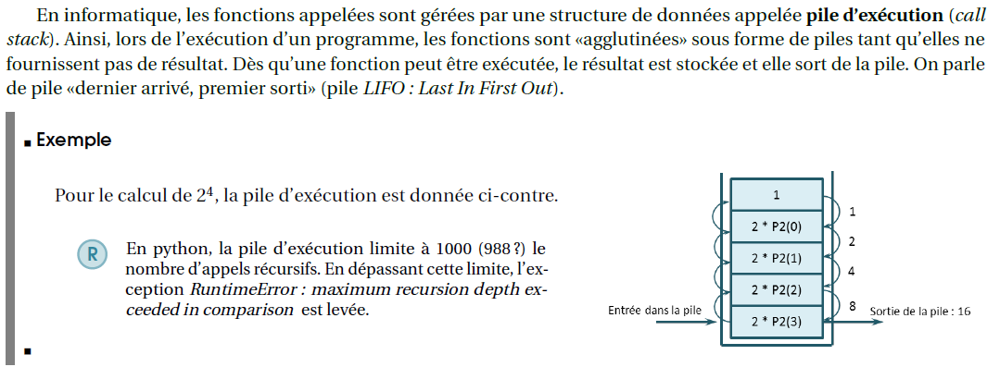 En informatique, les fonctions appelées sont gérées par une structure de données appelée pile d'exécution (call
stack). Ainsi, lors de l'exécution d'un programme, les fonctions sont «agglutinées» sous forme de piles tant qu'elles ne
fournissent pas de résultat. Dès qu'une fonction peut être exécutée, le résultat est stockée et elle sort de la pile. On parle
de pile «dernier arrivé, premier sorti» (pile LIFO : Last In First Out).
■ Exemple
Pour le calcul de 2⁴, la pile d'exécution est donnée ci-contre.
R
En python, la pile d'exécution limite à 1000 (988 ?) le
nombre d'appels récursifs. En dépassant cette limite, l'ex-
ception RuntimeError : maximum recursion depth ex-
ceeded in comparison est levée.
■
1
2 * P2(0)
2 * P2(1)
2 * P2(2)
2 * P2(3)
1
2
4
8
Entrée dans la pile
Sortie de la pile : 16